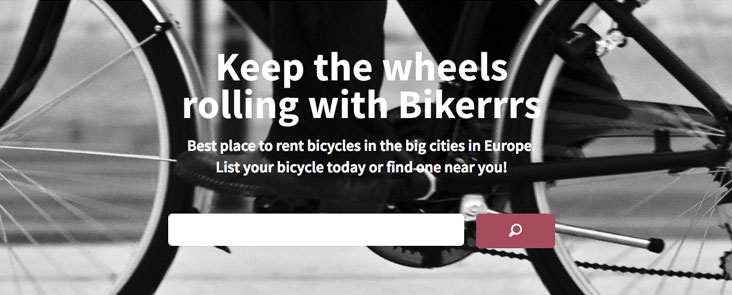 Keep the wheels
rolling with Bikerrrs
Best place to rent bicycles in the big cities in Europe.
List your bicycle today or find one near you!